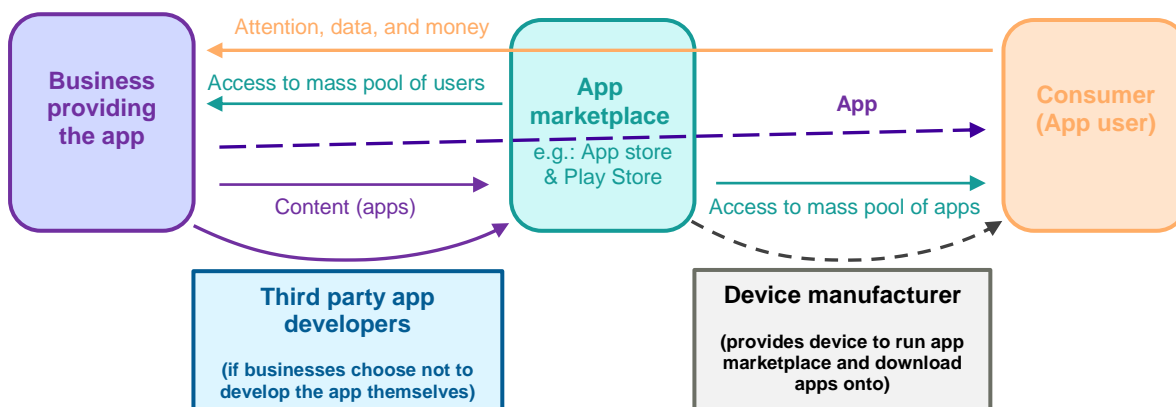 Attention, data, and money
Business
providing
the app
Access to mass pool of users
App
marketplace
e.g.: App store
& Play Store
App
Consumer
(App user)
Content (apps)
Access to mass pool of apps
Third party app
developers
(if businesses choose not to
develop the app themselves)
Device manufacturer
(provides device to run app
marketplace and download
apps onto)